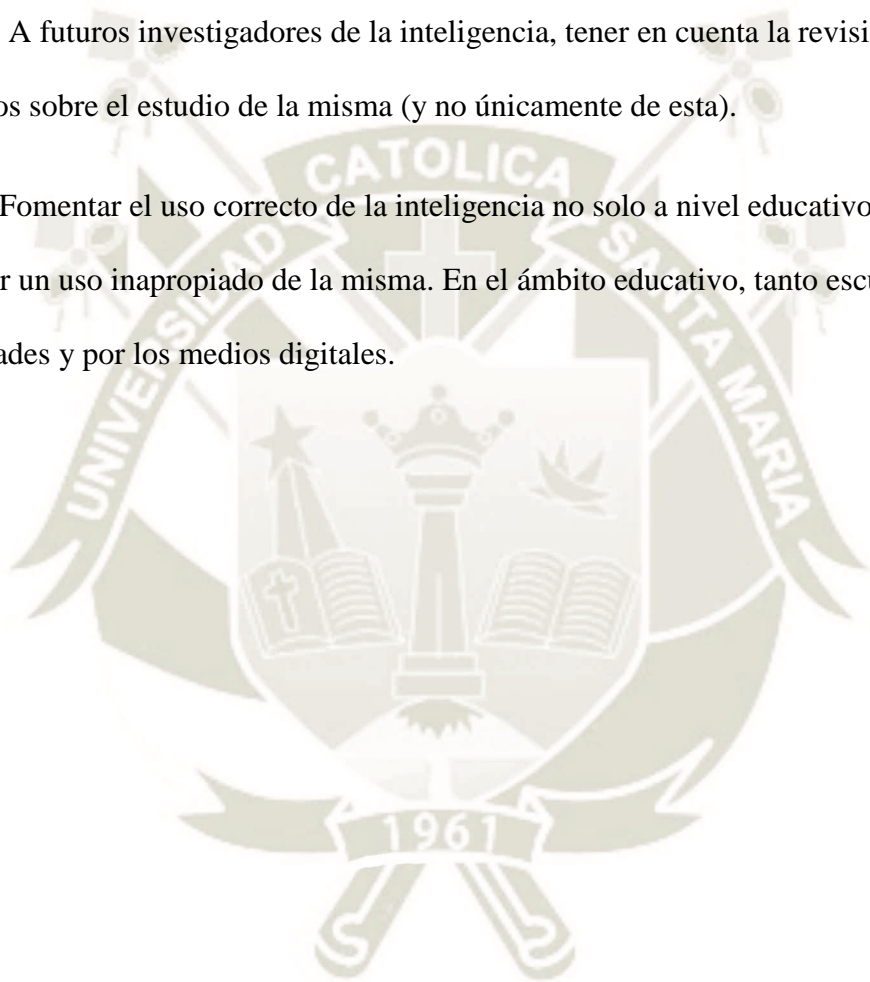 A futuros investigadores de la inteligencia, tener en cuenta la revisi
os sobre el estudio de la misma (y no únicamente de esta).
Fomentar el uso correcto de la inteligencia no solo a nivel educativo
r un uso inapropiado de la misma. En el ámbito educativo, tanto escu
ades y por los medios digitales.
UNIVERSIDAD CATOLICA SANTA MARIA
1961